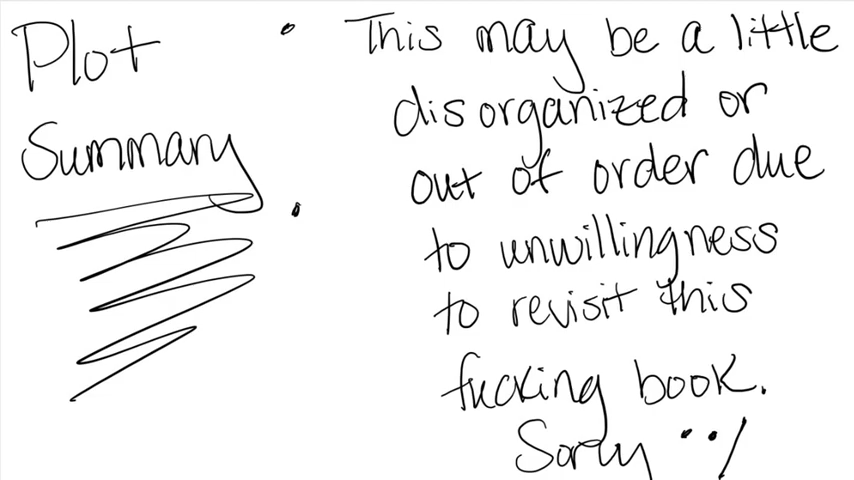 Plot
Summary
:
This may be a little
disorganized or
out of order due
to unwillingness
to revisit this
fucking book.
Sorry :/